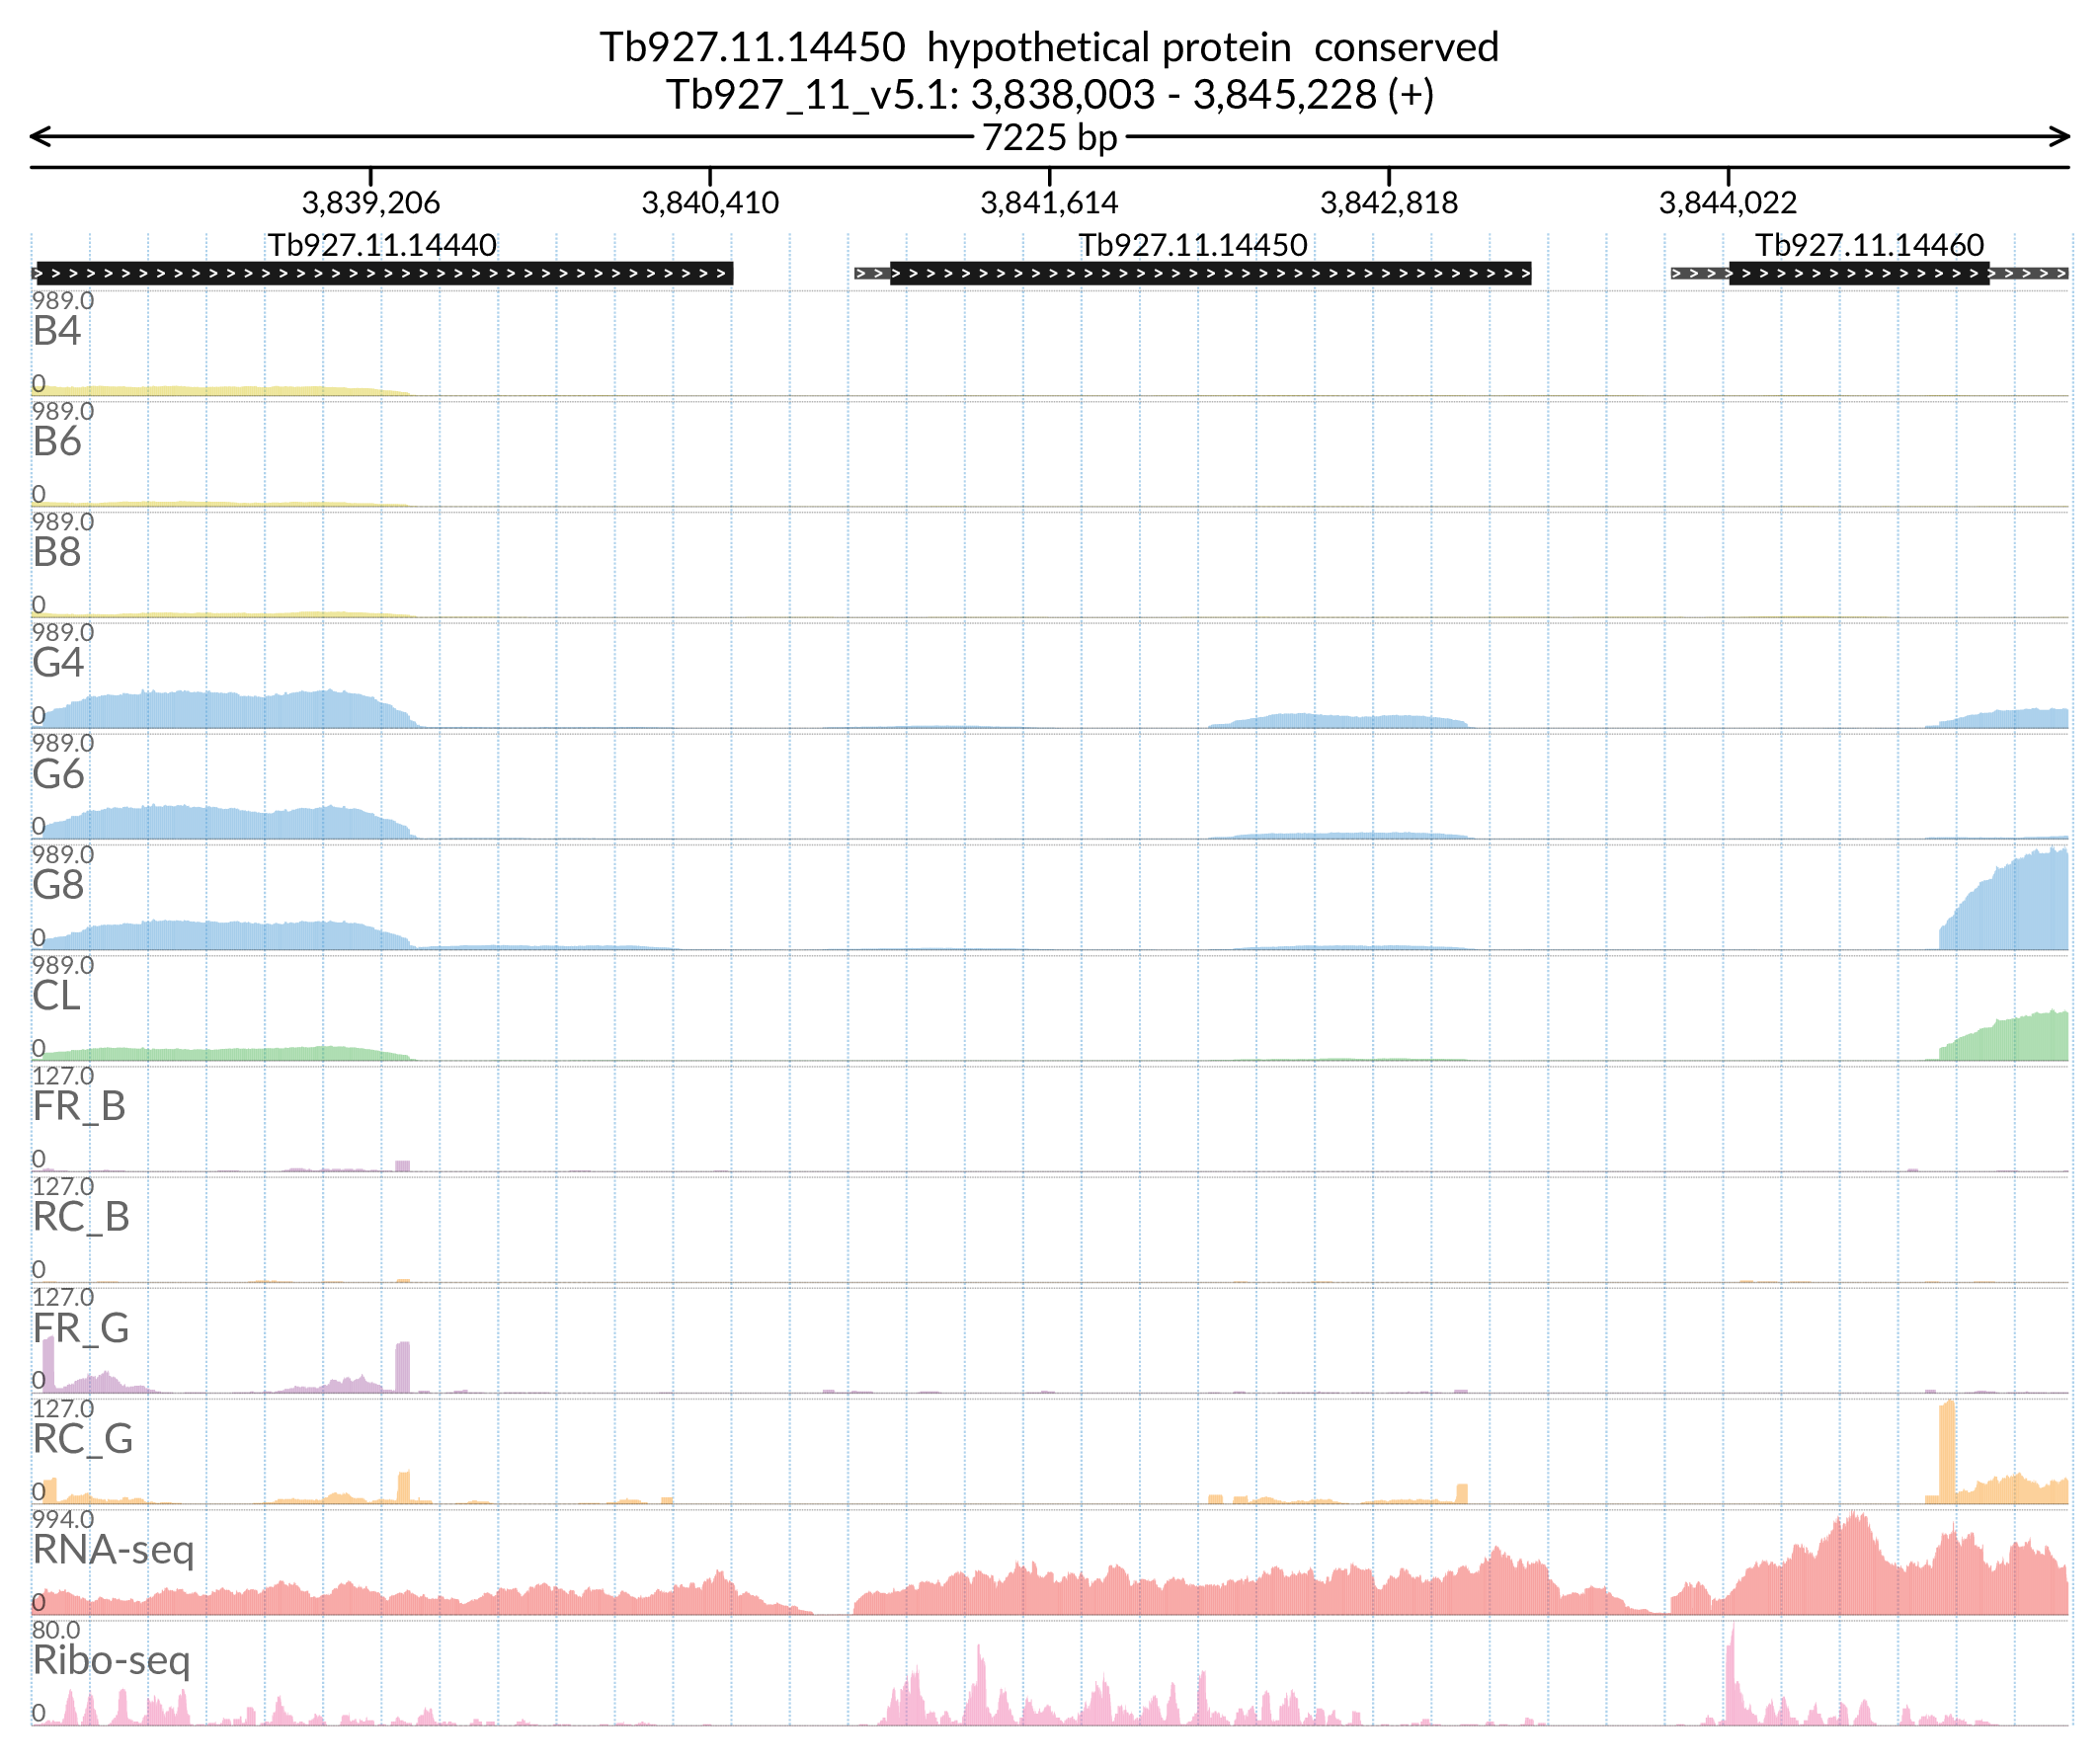 Tb927.11.14450  hypothetical protein  conserved
Tb927_11_v5.1: 3,838,003 - 3,845,228 (+)
7225 bp
3,839,206 3,840,410 3,841,614 3,842,818 3,844,022
Tb927.11.14440 Tb927.11.14450 Tb927.11.14460
989.0
B4
0
989.0
B6
0
989.0
B8
0
989.0
G4
0
989.0
G6
0
989.0
G8
0
989.0
CL
0
127.0
FR_B
0
127.0
RC_B
0
127.0
FR_G
0
127.0
RC_G
0
994.0
RNA-seq
0
80.0
Ribo-seq
0